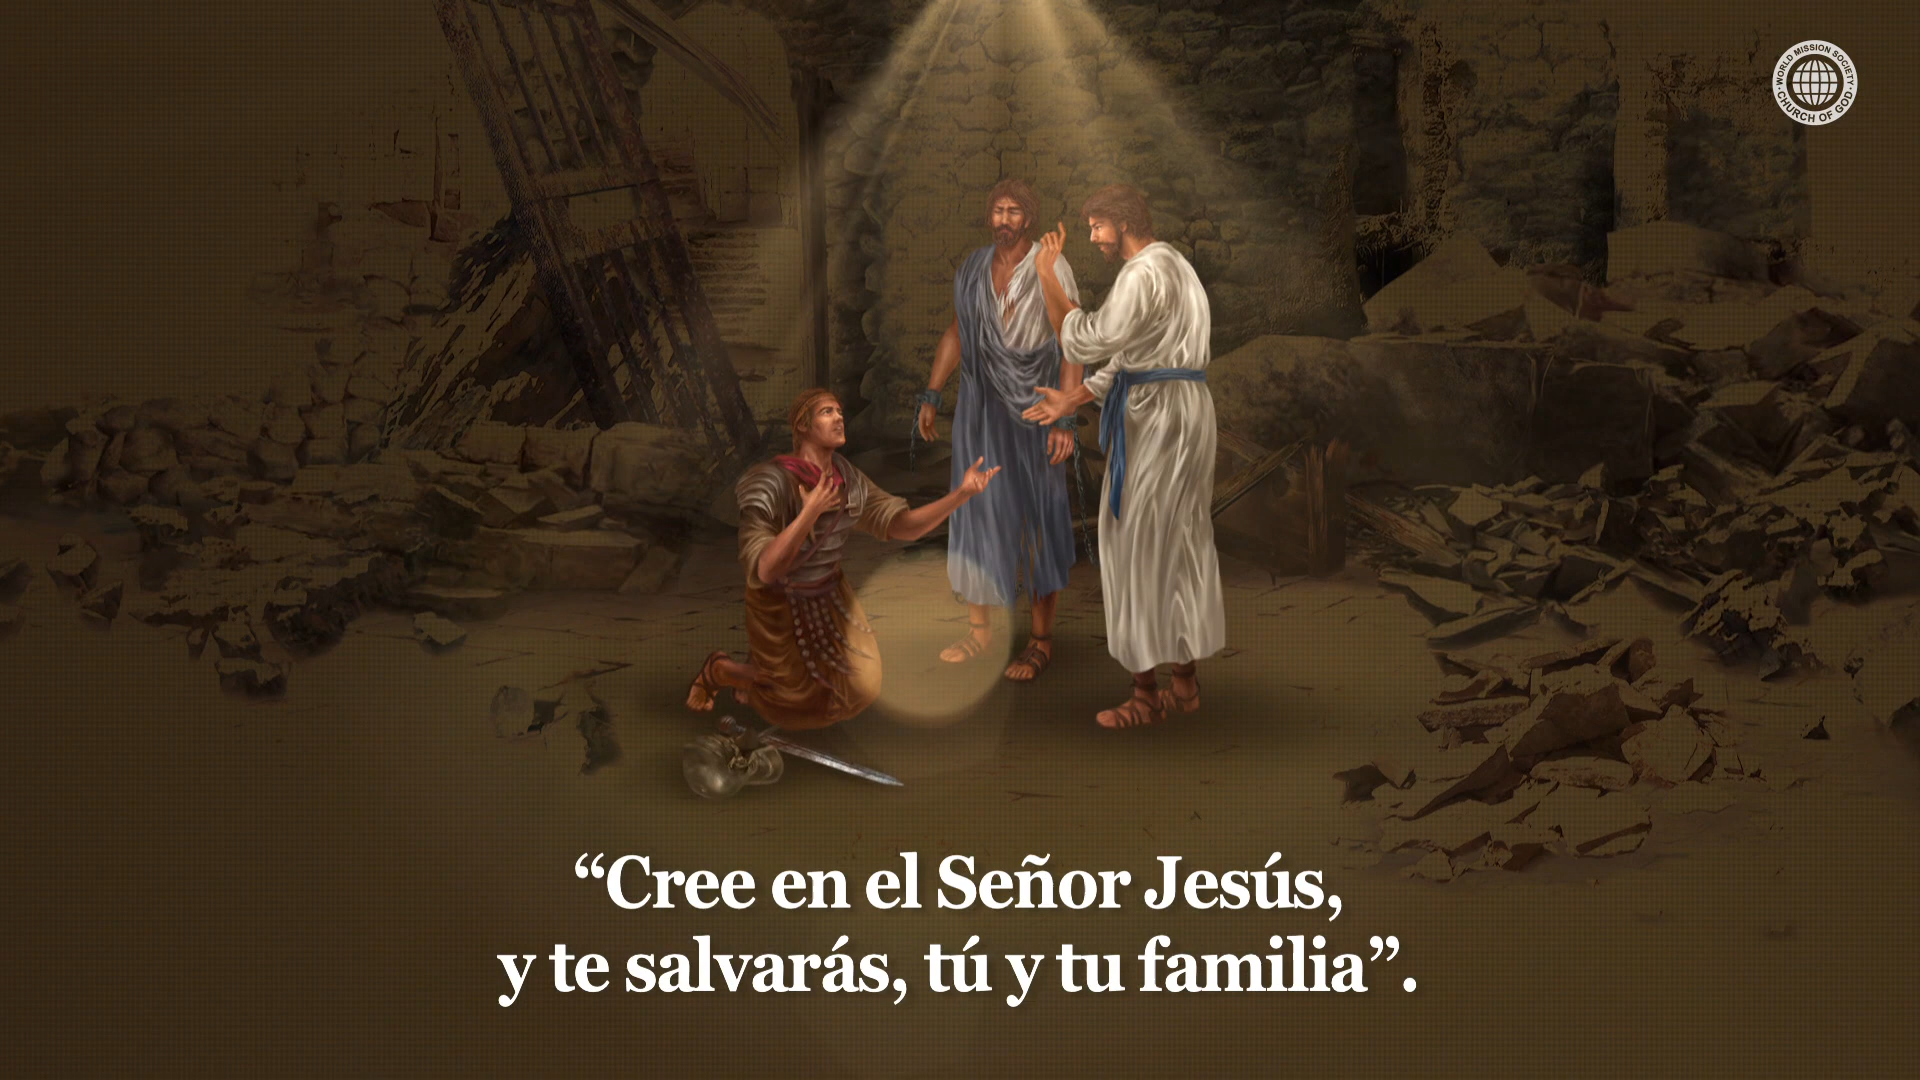 WORLD MISSION SOCIETY
CHURCH OF GOD
“Cree en el Señor Jesús,
y te salvarás, tú y tu familia”.